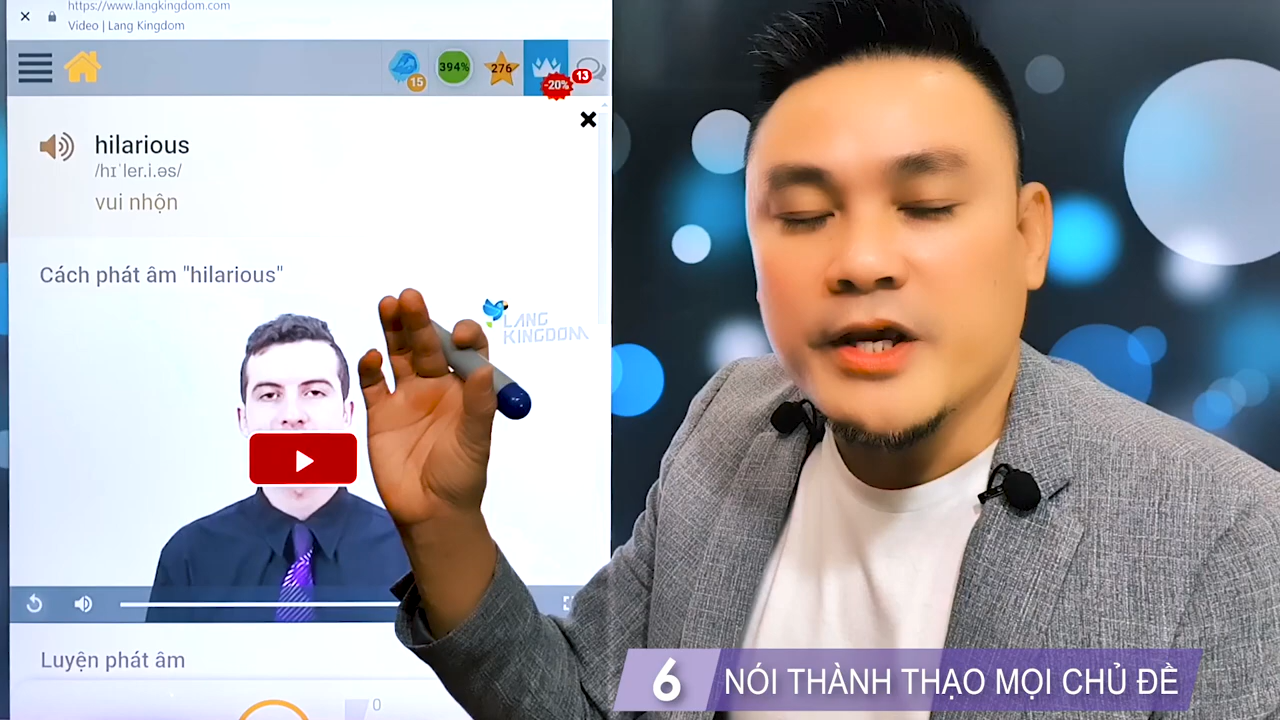 https://www.langkingdom.com
Video | Lang Kingdom
15
394%
276
-20%
13
hilarious
/hɪˈler.i.əs/
vui nhộn
Cách phát âm "hilarious"
LANG
KINGDOM
Luyện phát âm
0
6 NÓI THÀNH THẠO MỌI CHỦ ĐỀ